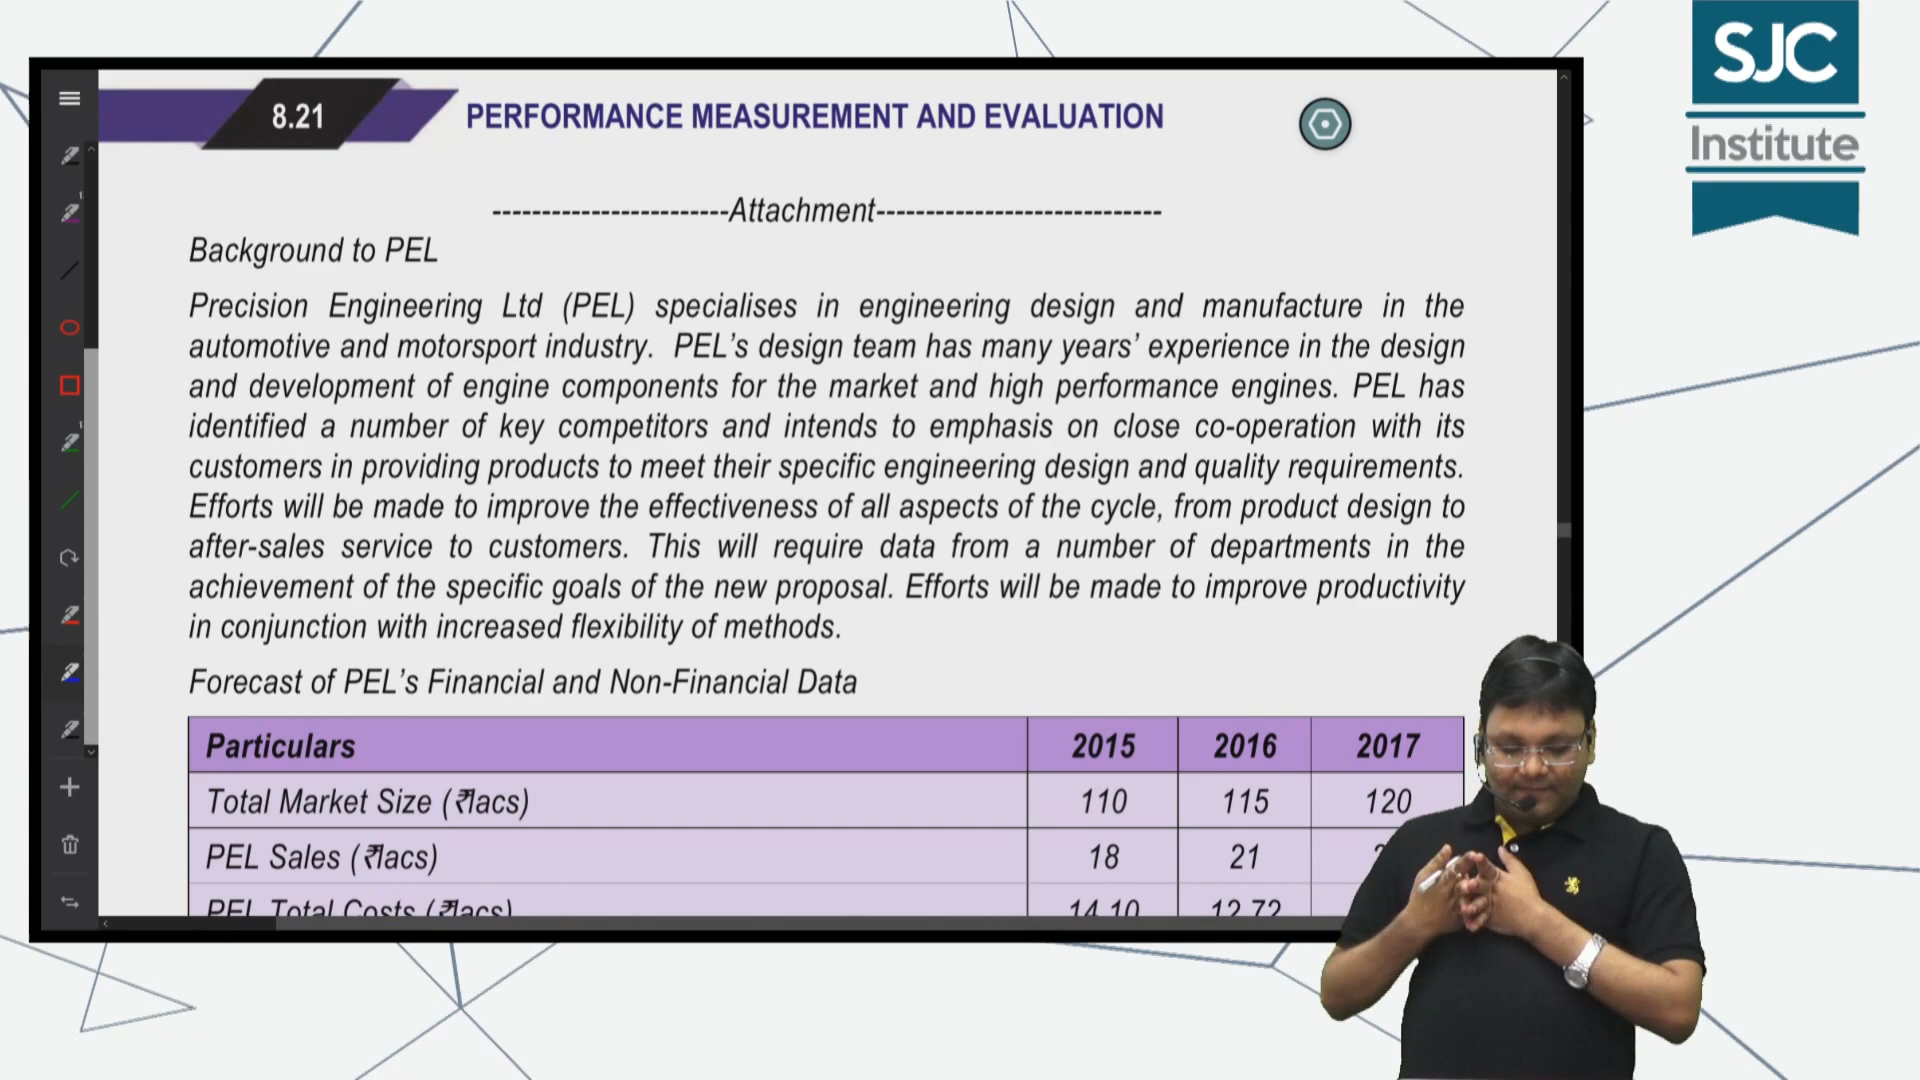 8.21 PERFORMANCE MEASUREMENT AND EVALUATION
SJC
Institute
------------------------Attachment-----------------------------
Background to PEL
Precision Engineering Ltd (PEL) specialises in engineering design and manufacture in the
automotive and motorsport industry. PEL's design team has many years' experience in the design
and development of engine components for the market and high performance engines. PEL has
identified a number of key competitors and intends to emphasis on close co-operation with its
customers in providing products to meet their specific engineering design and quality requirements.
Efforts will be made to improve the effectiveness of all aspects of the cycle, from product design to
after-sales service to customers. This will require data from a number of departments in the
achievement of the specific goals of the new proposal. Efforts will be made to improve productivity
in conjunction with increased flexibility of methods.
Forecast of PEL's Financial and Non-Financial Data
Particulars 2015 2016 2017
Total Market Size (₹lacs) 110 115 120
PEL Sales (₹lacs) 18 21
PEL Total Costs (₹lacs) 14.10 12.72